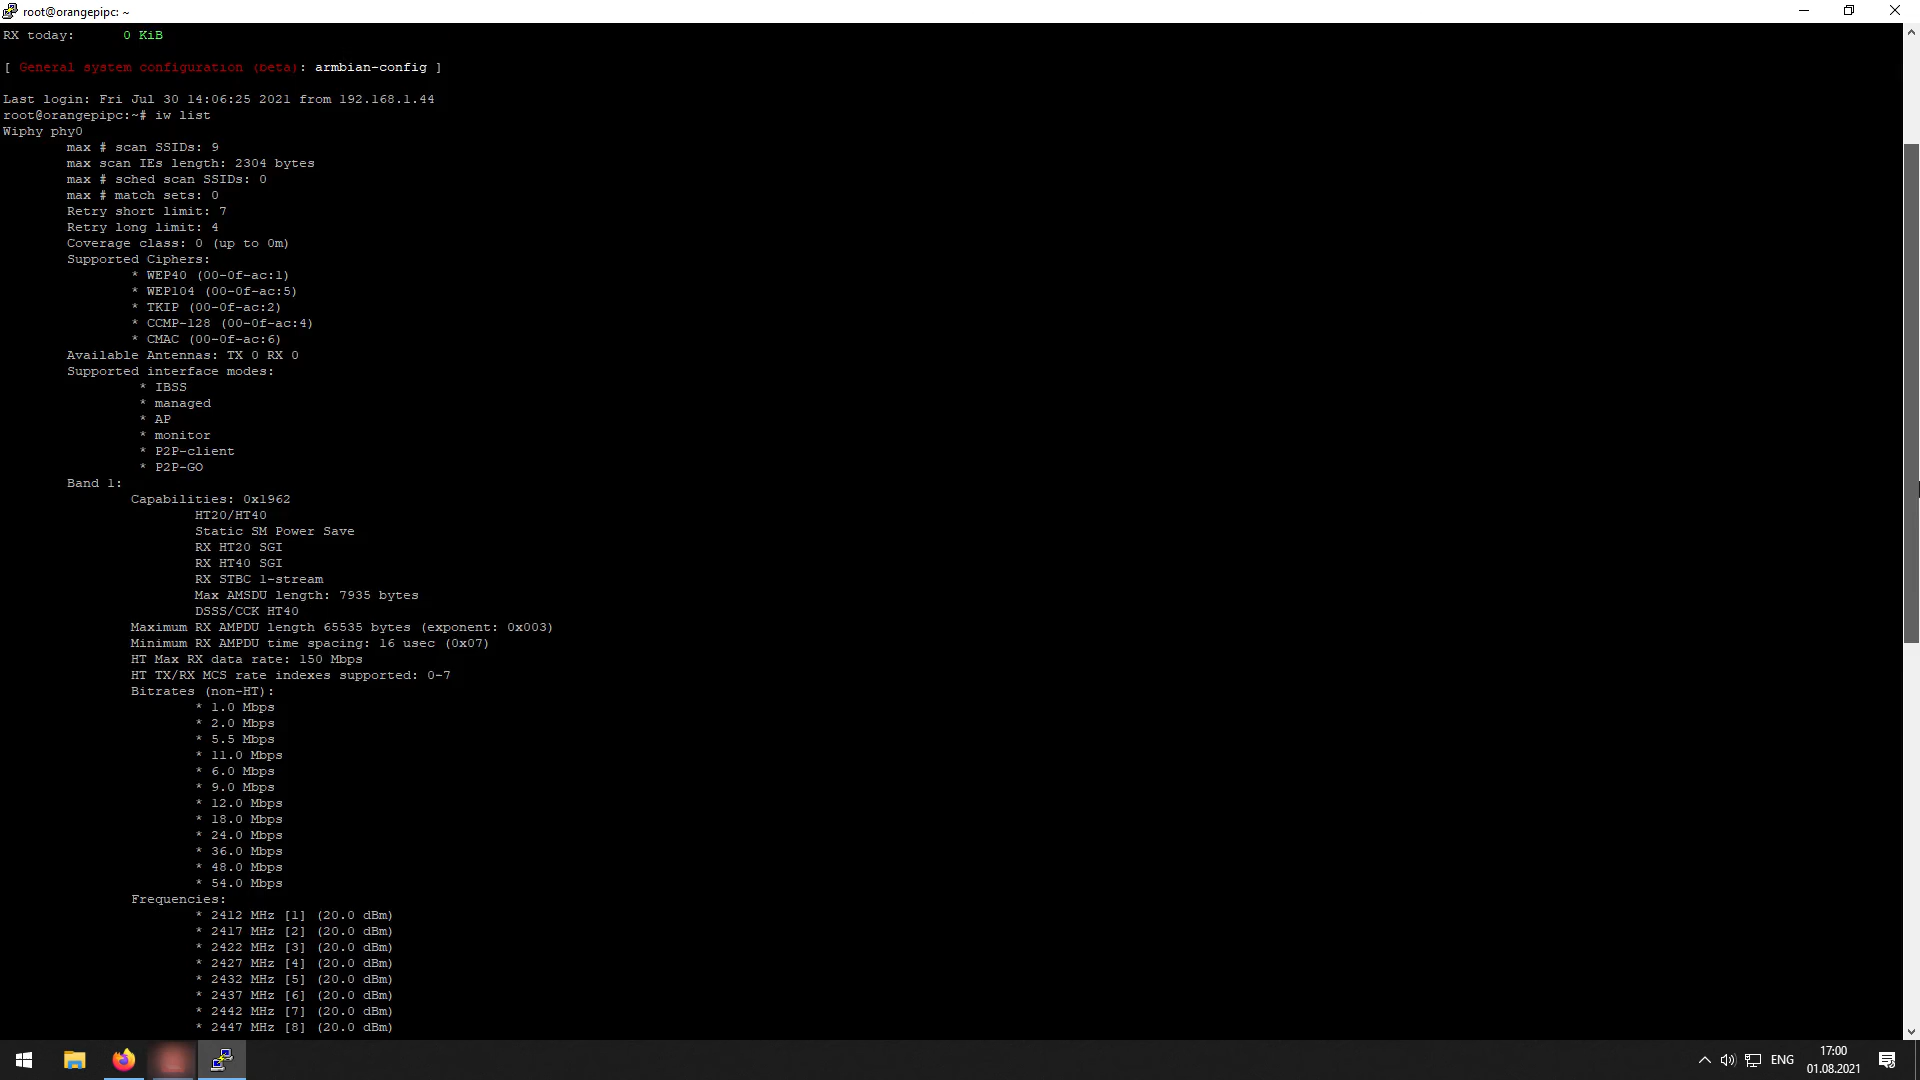 root@orangepipc: ~
RX today:      0 KiB
[ General system configuration (beta): armbian-config ]
Last login: Fri Jul 30 14:06:25 2021 from 192.168.1.44
root@orangepipc:~# iw list
Wiphy phy0
max # scan SSIDs: 9
max scan IEs length: 2304 bytes
max # sched scan SSIDs: 0
max # match sets: 0
Retry short limit: 7
Retry long limit: 4
Coverage class: 0 (up to 0m)
Supported Ciphers:
* WEP40 (00-0f-ac:1)
* WEP104 (00-0f-ac:5)
* TKIP (00-0f-ac:2)
* CCMP-128 (00-0f-ac:4)
* CMAC (00-0f-ac:6)
Available Antennas: TX 0 RX 0
Supported interface modes:
* IBSS
* managed
* AP
* monitor
* P2P-client
* P2P-GO
Band 1:
Capabilities: 0x1962
HT20/HT40
Static SM Power Save
RX HT20 SGI
RX HT40 SGI
RX STBC 1-stream
Max AMSDU length: 7935 bytes
DSSS/CCK HT40
Maximum RX AMPDU length 65535 bytes (exponent: 0x003)
Minimum RX AMPDU time spacing: 16 usec (0x07)
HT Max RX data rate: 150 Mbps
HT TX/RX MCS rate indexes supported: 0-7
Bitrates (non-HT):
* 1.0 Mbps
* 2.0 Mbps
* 5.5 Mbps
* 11.0 Mbps
* 6.0 Mbps
* 9.0 Mbps
* 12.0 Mbps
* 18.0 Mbps
* 24.0 Mbps
* 36.0 Mbps
* 48.0 Mbps
* 54.0 Mbps
Frequencies:
* 2412 MHz [1] (20.0 dBm)
* 2417 MHz [2] (20.0 dBm)
* 2422 MHz [3] (20.0 dBm)
* 2427 MHz [4] (20.0 dBm)
* 2432 MHz [5] (20.0 dBm)
* 2437 MHz [6] (20.0 dBm)
* 2442 MHz [7] (20.0 dBm)
* 2447 MHz [8] (20.0 dBm)
ENG
17:00
01.08.2021